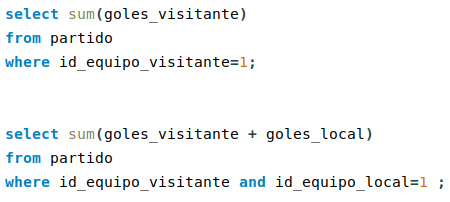 select sum(goles_visitante)
from partido
where id_equipo_visitante=1;
select sum(goles_visitante + goles_local)
from partido
where id_equipo_visitante and id_equipo_local=1 ;